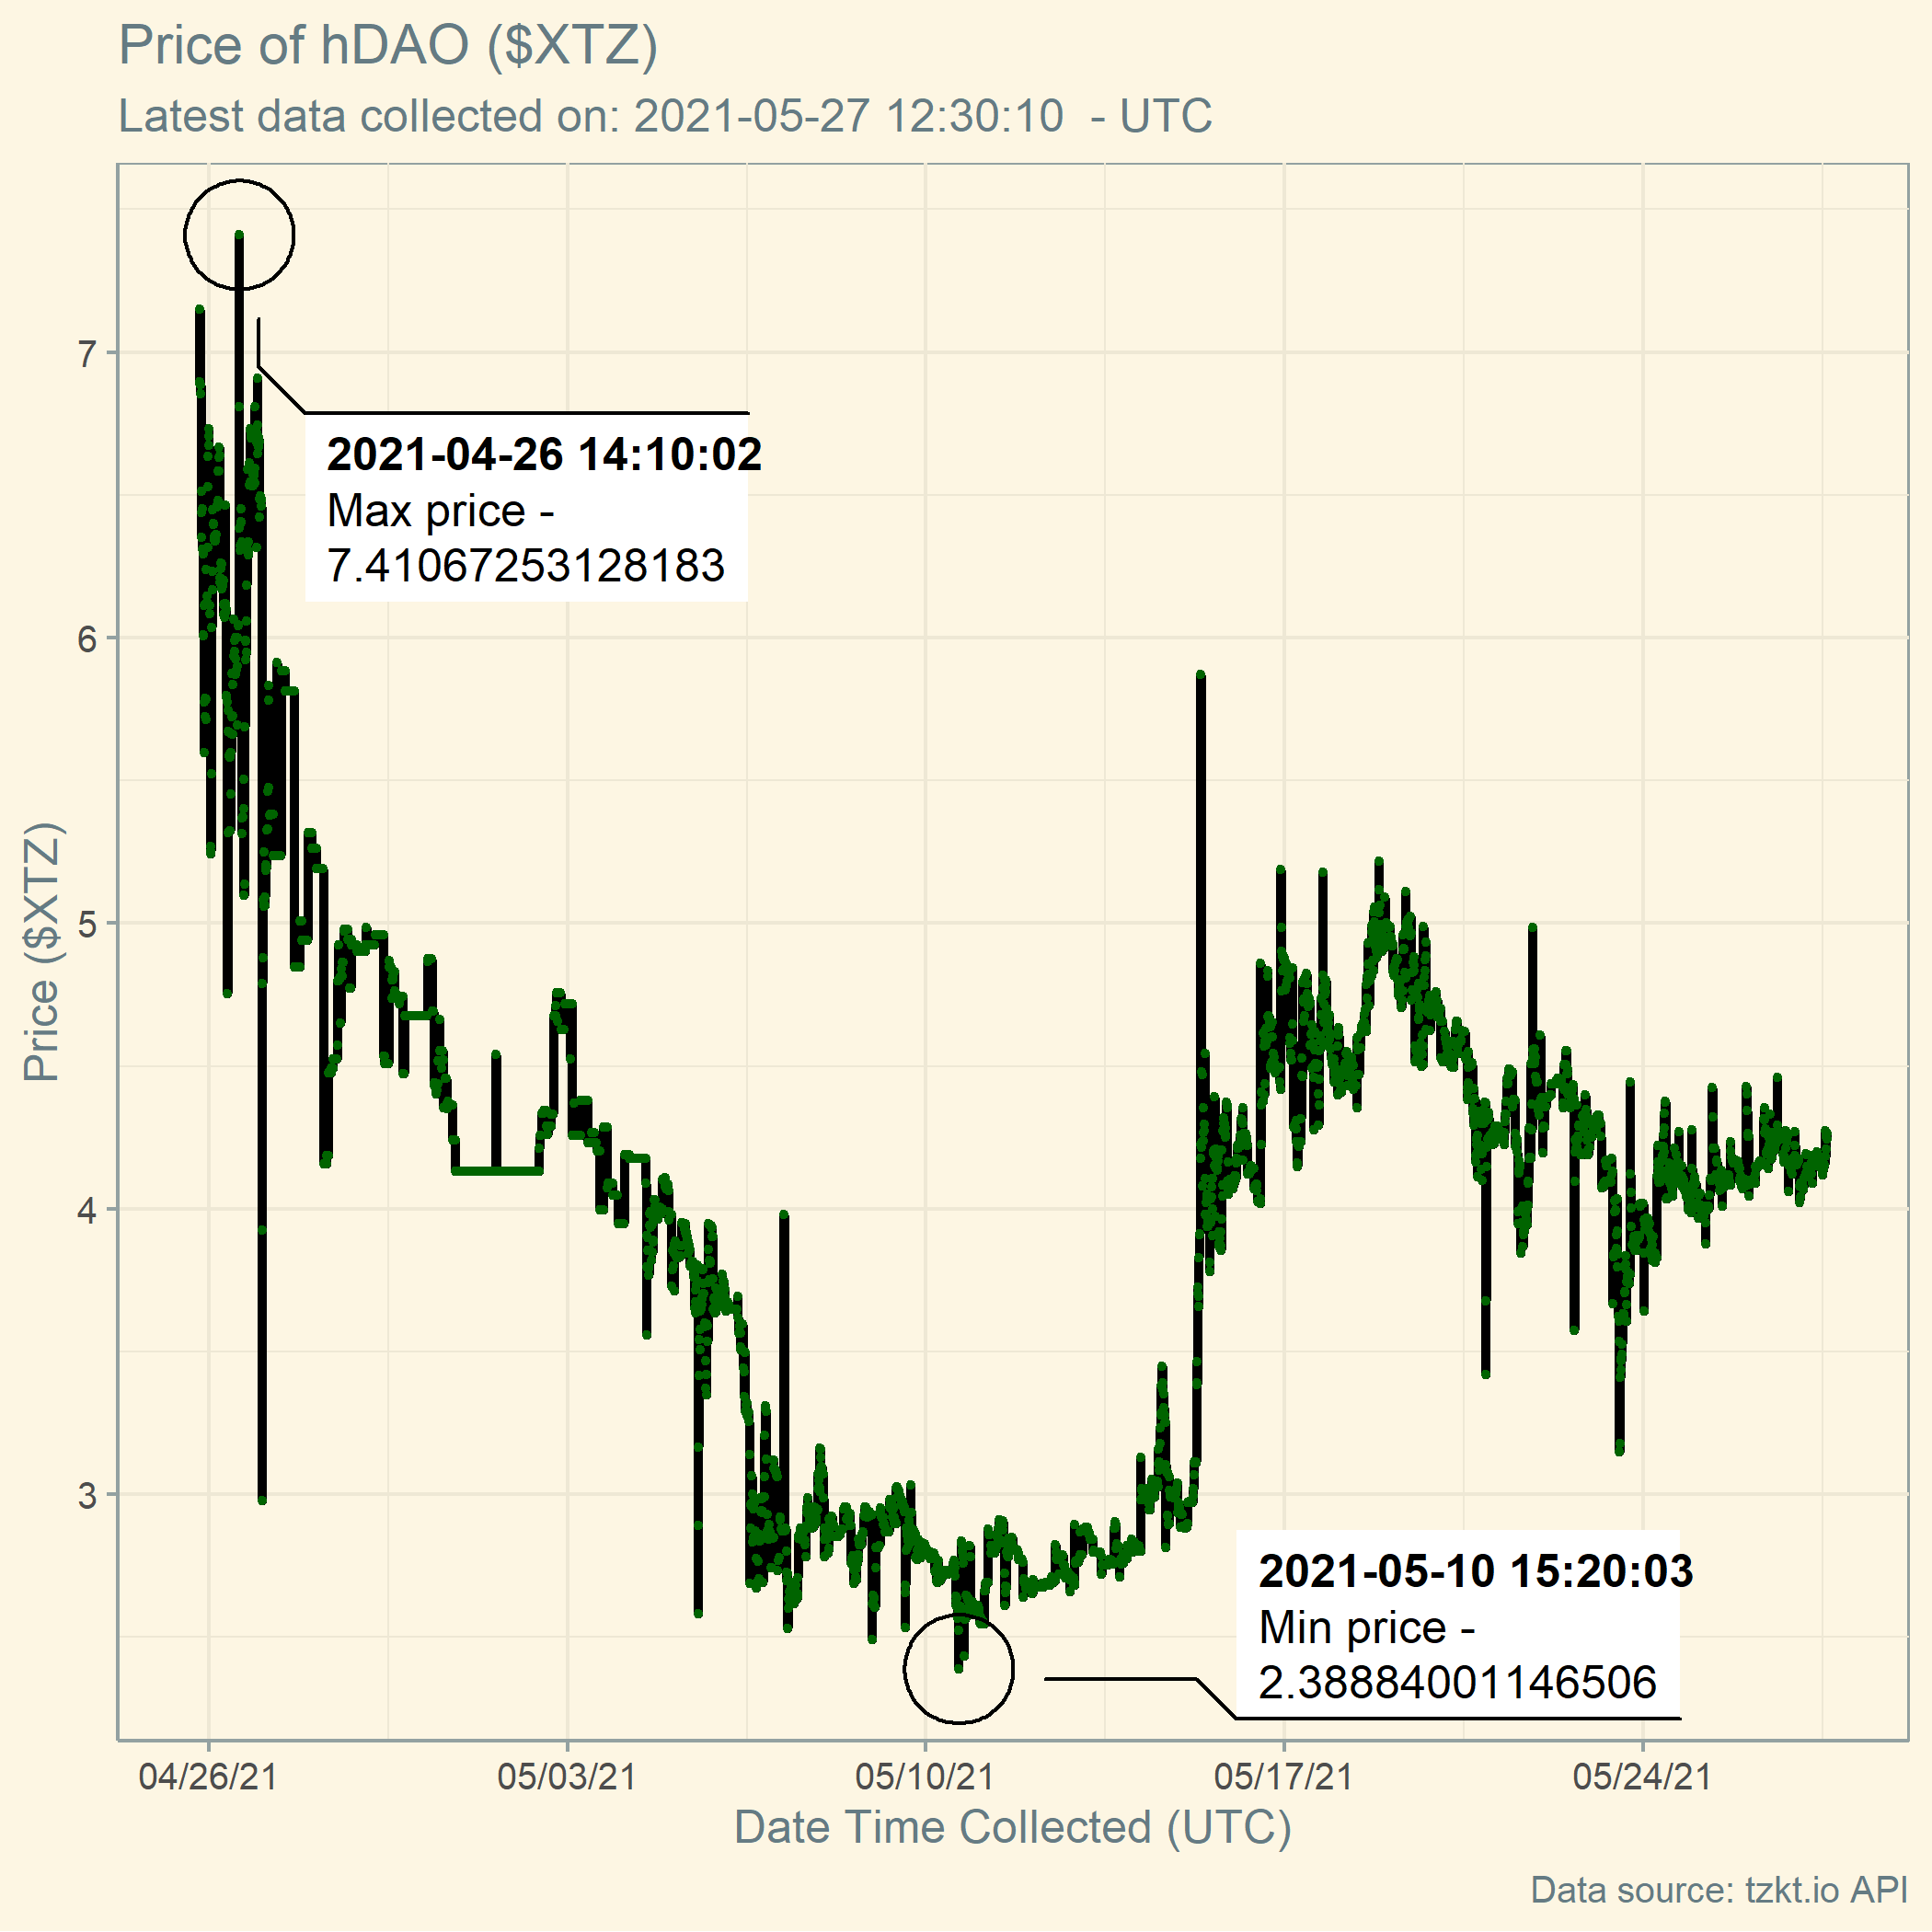 Price of hDAO ($XTZ)
Latest data collected on: 2021-05-27 12:30:10  - UTC
7
6
5
4
3
Price ($XTZ)
2021-04-26 14:10:02
Max price -
7.41067253128183
2021-05-10 15:20:03
Min price -
2.38884001146506
04/26/21
05/03/21
05/10/21
05/17/21
05/24/21
Date Time Collected (UTC)
Data source: tzkt.io API